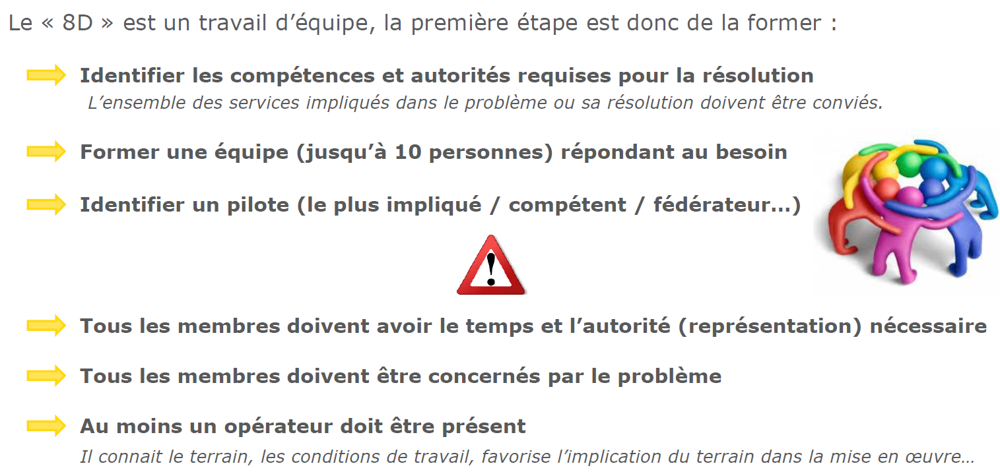 Le « 8D » est un travail d’équipe, la première étape est donc de la former :
Identifier les compétences et autorités requises pour la résolution
L’ensemble des services impliqués dans le problème ou sa résolution doivent être conviés.
Former une équipe (jusqu’à 10 personnes) répondant au besoin
Identifier un pilote (le plus impliqué / compétent / fédérateur…)
Tous les membres doivent avoir le temps et l’autorité (représentation) nécessaire
Tous les membres doivent être concernés par le problème
Au moins un opérateur doit être présent
Il connait le terrain, les conditions de travail, favorise l’implication du terrain dans la mise en œuvre…